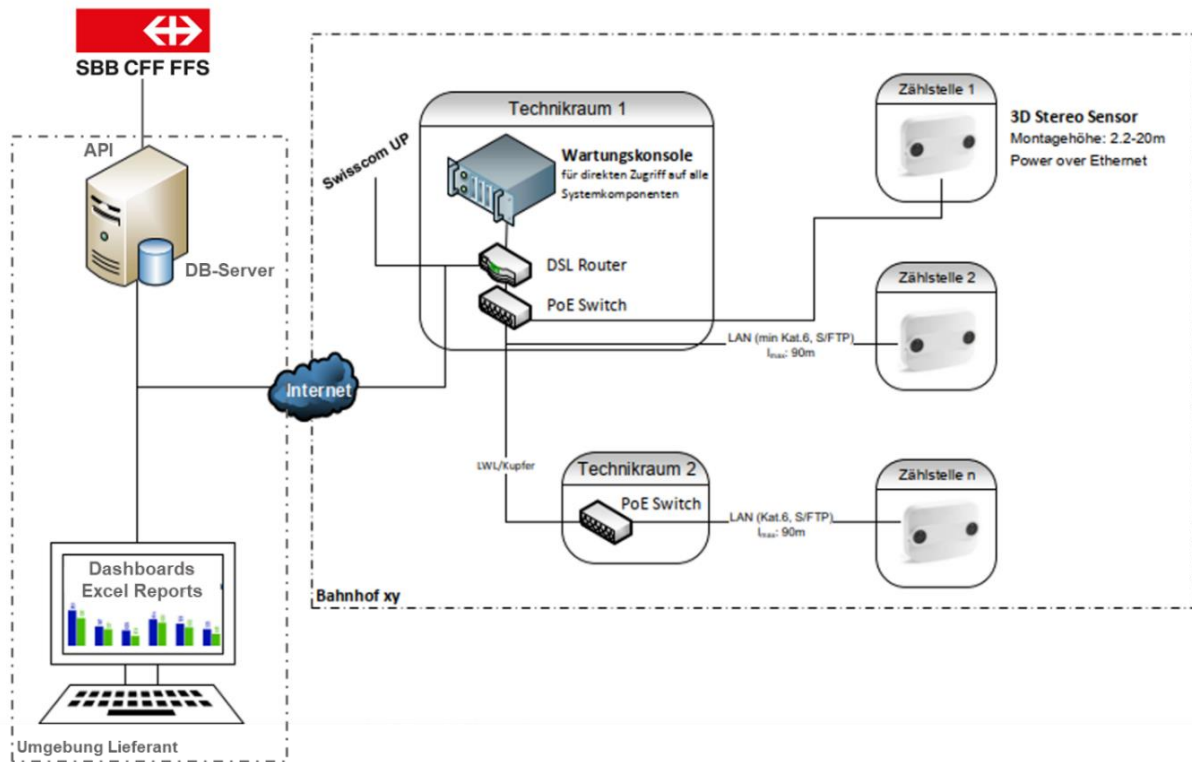 SBB CFF FFS
API
DB-Server
Internet
Dashboards
Excel Reports
Umgebung Lieferant
Swisscom UP
Technikraum 1
Wartungskonsole
für direkten Zugriff auf alle
Systemkomponenten
DSL Router
PoE Switch
Zählstelle 1
3D Stereo Sensor
Montagehöhe: 2.2-20m
Power over Ethernet
Zählstelle 2
LAN (min Kat.6, S/FTP)
lmax: 90m
LWL/Kupfer
Technikraum 2
PoE Switch
LAN (Kat.6, S/FTP)
lmax: 90m
Zählstelle n
Bahnhof xy